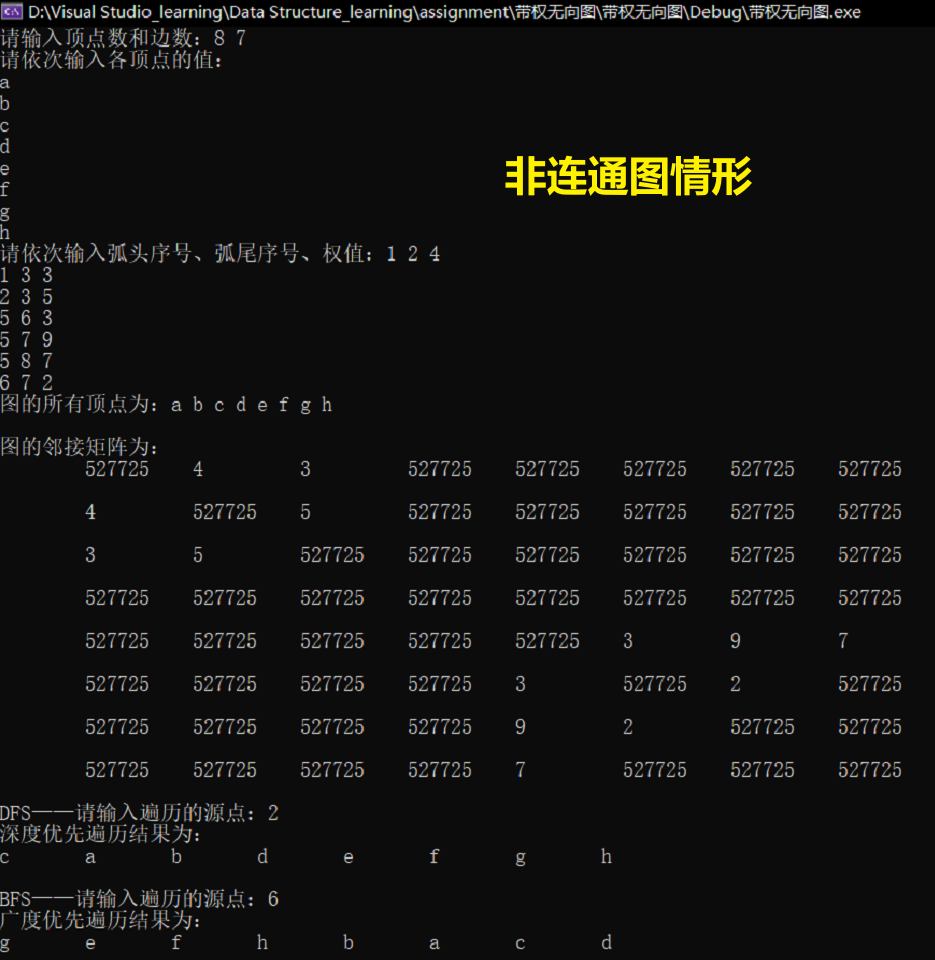 D:\Visual Studio_learning\Data Structure_learning\assignment\带权无向图\带权无向图\Debug\带权无向图.exe
请输入顶点数和边数：8 7
请依次输入各顶点的值：
a
b
c
d
e
f
g
h
非连通图情形
请依次输入弧头序号、弧尾序号、权值：1 2 4
1 3 3
2 3 5
5 6 3
5 7 9
5 8 7
6 7 2
图的所有顶点为：a b c d e f g h
图的邻接矩阵为：
527725 4 3 527725 527725 527725 527725 527725
4 527725 5 527725 527725 527725 527725 527725
3 5 527725 527725 527725 527725 527725 527725
527725 527725 527725 527725 527725 527725 527725 527725
527725 527725 527725 527725 527725 3 9 7
527725 527725 527725 527725 3 527725 2 527725
527725 527725 527725 527725 9 2 527725 527725
527725 527725 527725 527725 7 527725 527725 527725
DFS——请输入遍历的源点：2
深度优先遍历结果为：
c a b d e f g h
BFS——请输入遍历的源点：6
广度优先遍历结果为：
g e f h b a c d